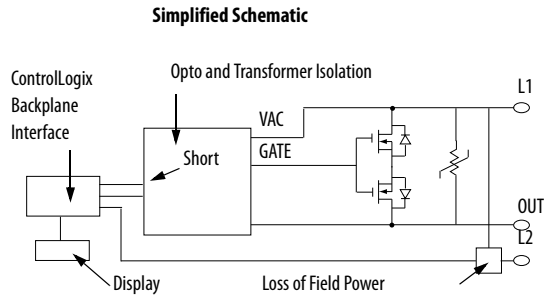 Simplified Schematic
ControlLogix
Backplane
Interface
Opto and Transformer Isolation
VAC
GATE
Short
L1
OUT
L2
Display
Loss of Field Power